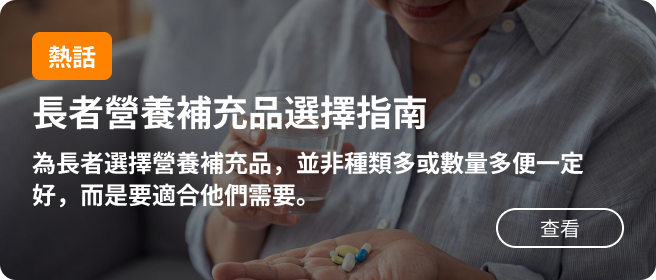 熱話
長者營養補充品選擇指南
為長者選擇營養補充品，並非種類多或數量多便一定
好，而是要適合他們需要。
查看